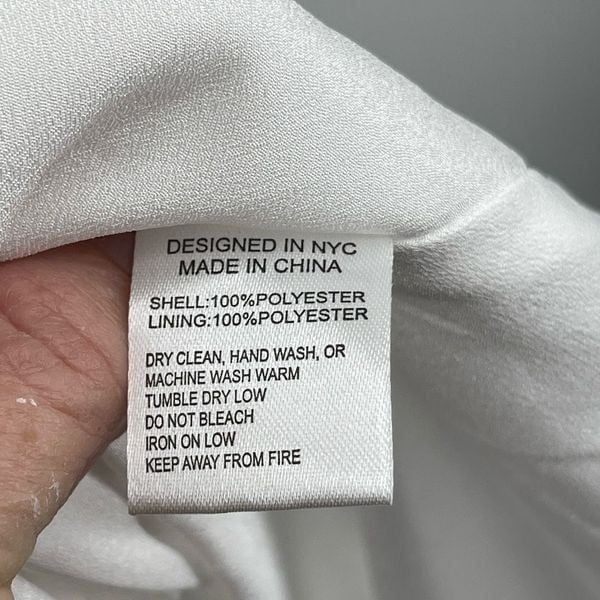 DESIGNED IN NYC
MADE IN CHINA
SHELL:100%POLYESTER
LINING:100%POLYESTER
DRY CLEAN, HAND WASH, OR
MACHINE WASH WARM
TUMBLE DRY LOW
DO NOT BLEACH
IRON ON LOW
KEEP AWAY FROM FIRE